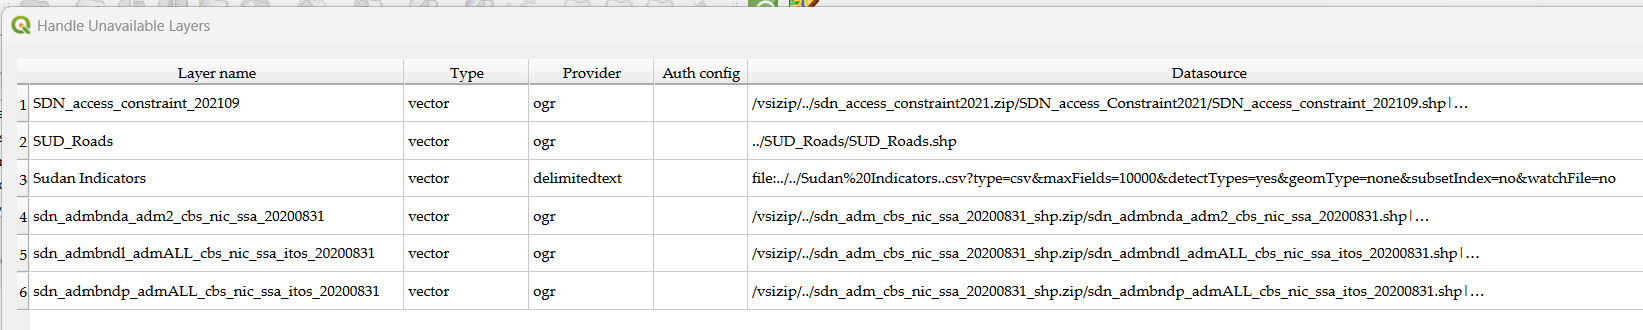 Handle Unavailable Layers
Layer name Type Provider Auth config Datasource
1 SDN_access_constraint_202109 vector ogr /vsizip/../sdn_access_constraint2021.zip/SDN_access_Constraint2021/SDN_access_constraint_202109.shp|…
2 SUD_Roads vector ogr ../SUD_Roads/SUD_Roads.shp
3 Sudan Indicators vector delimitedtext file:../../Sudan%20Indicators..csv?type=csv&maxFields=10000&detectTypes=yes&geomType=none&subsetIndex=no&watchFile=no
4 sdn_admbnda_adm2_cbs_nic_ssa_20200831 vector ogr /vsizip/../sdn_adm_cbs_nic_ssa_20200831_shp.zip/sdn_admbnda_adm2_cbs_nic_ssa_20200831.shp|…
5 sdn_admbndl_admALL_cbs_nic_ssa_itos_20200831 vector ogr /vsizip/../sdn_adm_cbs_nic_ssa_20200831_shp.zip/sdn_admbndl_admALL_cbs_nic_ssa_itos_20200831.shp|…
6 sdn_admbndp_admALL_cbs_nic_ssa_itos_20200831 vector ogr /vsizip/../sdn_adm_cbs_nic_ssa_20200831_shp.zip/sdn_admbndp_admALL_cbs_nic_ssa_itos_20200831.shp|…